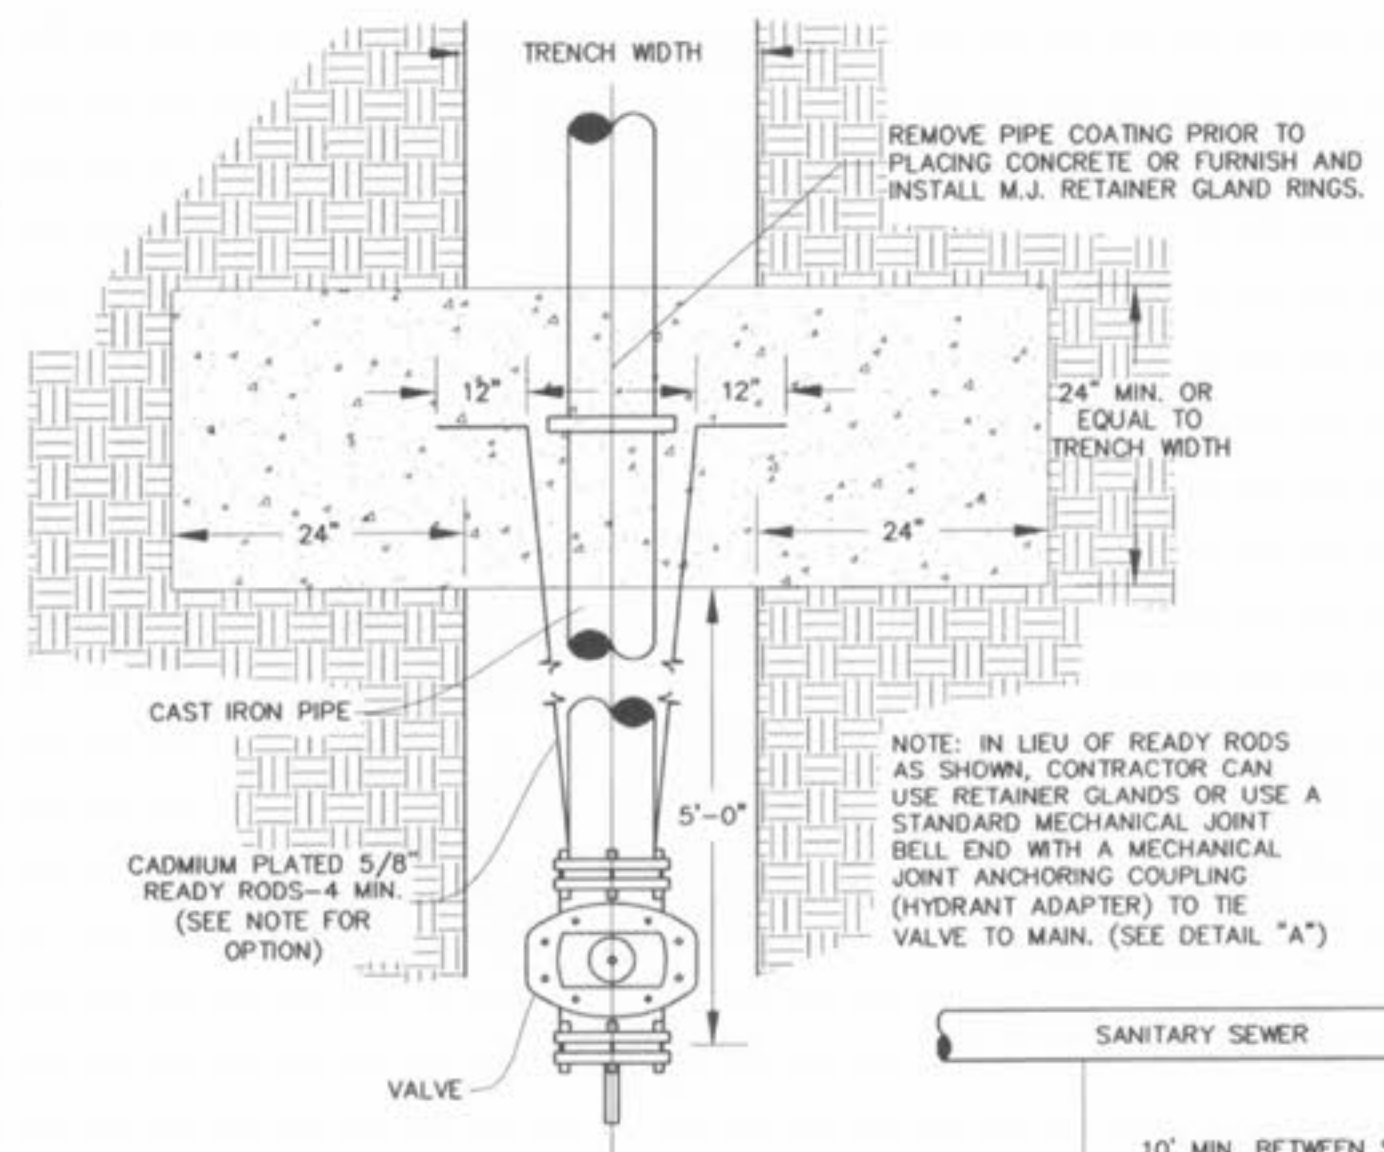 TRENCH WIDTH
REMOVE PIPE COATING PRIOR TO
PLACING CONCRETE OR FURNISH AND
INSTALL M.J. RETAINER GLAND RINGS.
12"
12"
24" MIN. OR
EQUAL TO
TRENCH WIDTH
24"
24"
CAST IRON PIPE
NOTE: IN LIEU OF READY RODS
AS SHOWN, CONTRACTOR CAN
USE RETAINER GLANDS OR USE A
STANDARD MECHANICAL JOINT
BELL END WITH A MECHANICAL
JOINT ANCHORING COUPLING
(HYDRANT ADAPTER) TO TIE
VALVE TO MAIN. (SEE DETAIL "A")
5'-0"
CADMIUM PLATED 5/8"
READY RODS-4 MIN.
(SEE NOTE FOR
OPTION)
SANITARY SEWER
VALVE
10' MIN. BETWEEN